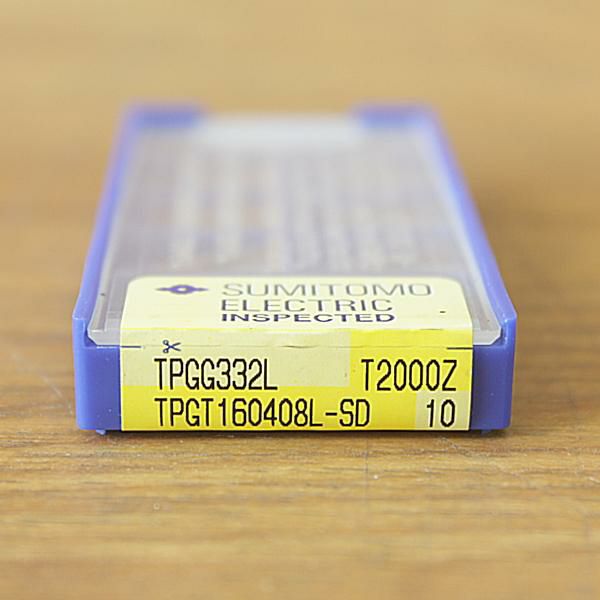 SUMITOMO
ELECTRIC
INSPECTED
TPGG332L T2000Z
TPGT160408L-SD 10